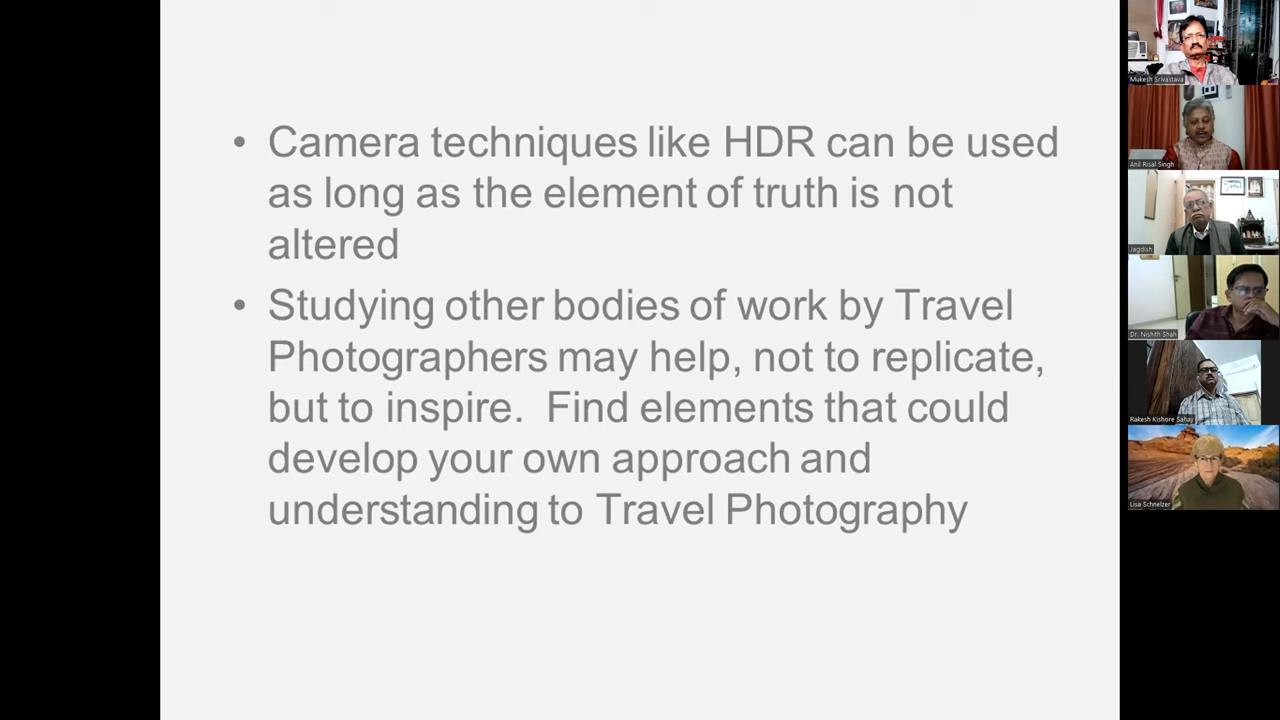 • Camera techniques like HDR can be used
as long as the element of truth is not
altered
• Studying other bodies of work by Travel
Photographers may help, not to replicate,
but to inspire.  Find elements that could
develop your own approach and
understanding to Travel Photography
Mukesh Srivastava
Anil Risal Singh
Jagdish
Dr. Nishith Shah
Rakesh Kishore Sahay
Lisa Schnelzer